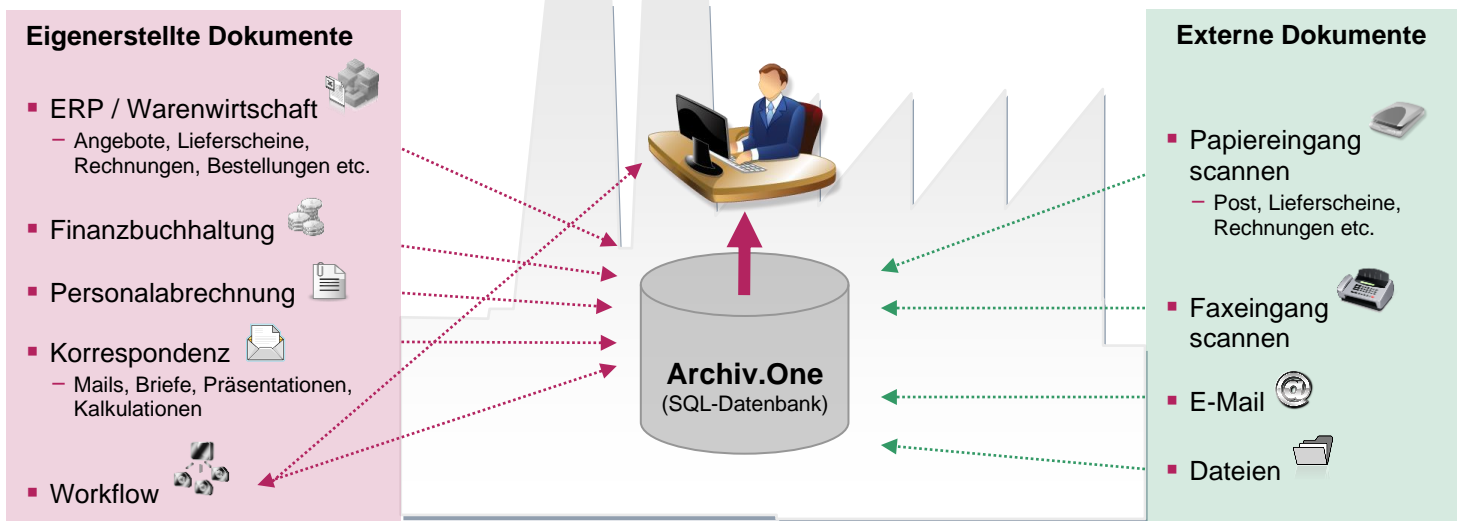 Eigenerstellte Dokumente
▪ ERP / Warenwirtschaft
– Angebote, Lieferscheine,
Rechnungen, Bestellungen etc.
▪ Finanzbuchhaltung
▪ Personalabrechnung
▪ Korrespondenz
– Mails, Briefe, Präsentationen,
Kalkulationen
▪ Workflow
Archiv.One
(SQL-Datenbank)
Externe Dokumente
▪ Papiereingang
scannen
– Post, Lieferscheine,
Rechnungen etc.
▪ Faxeingang
scannen
▪ E-Mail
@
▪ Dateien